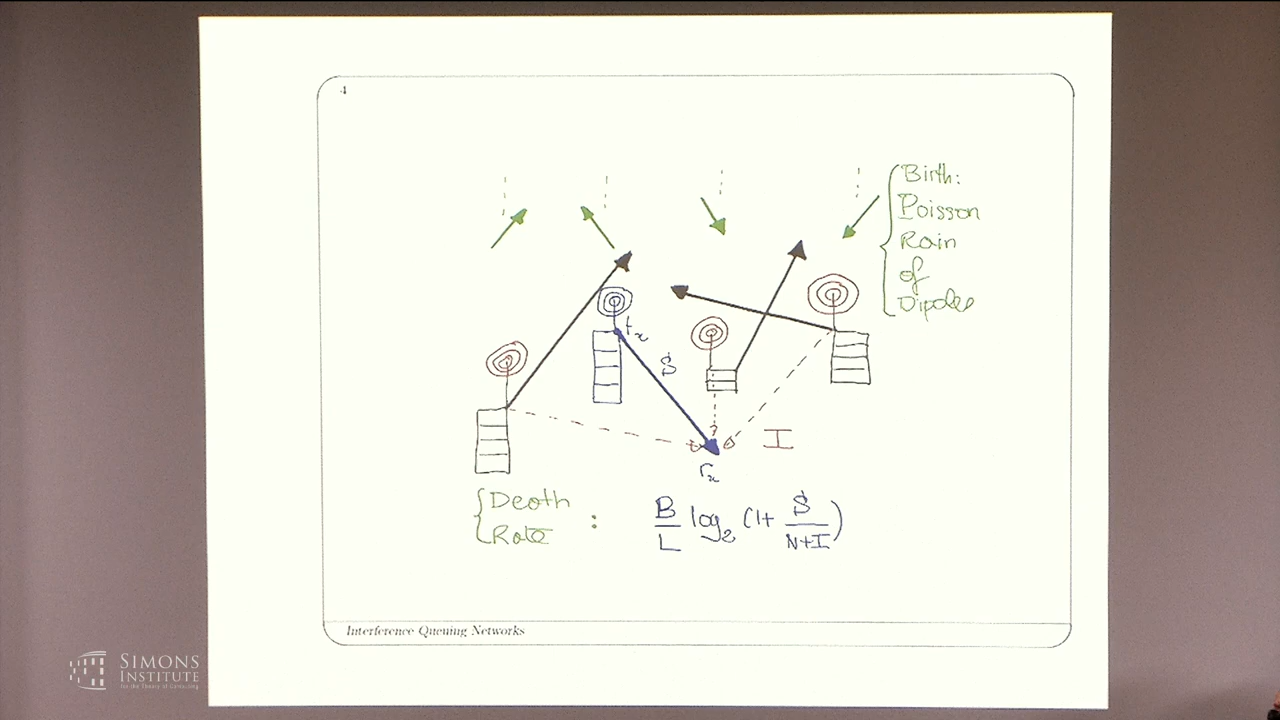 4
Birth:
Poisson
Rain
of
Dipoles
tx
S
I
rx
Death
Rate :
B/L log2 (1+ S/(N+I))
Interference Queuing Networks
SIMONS
INSTITUTE
for the Theory of Computing